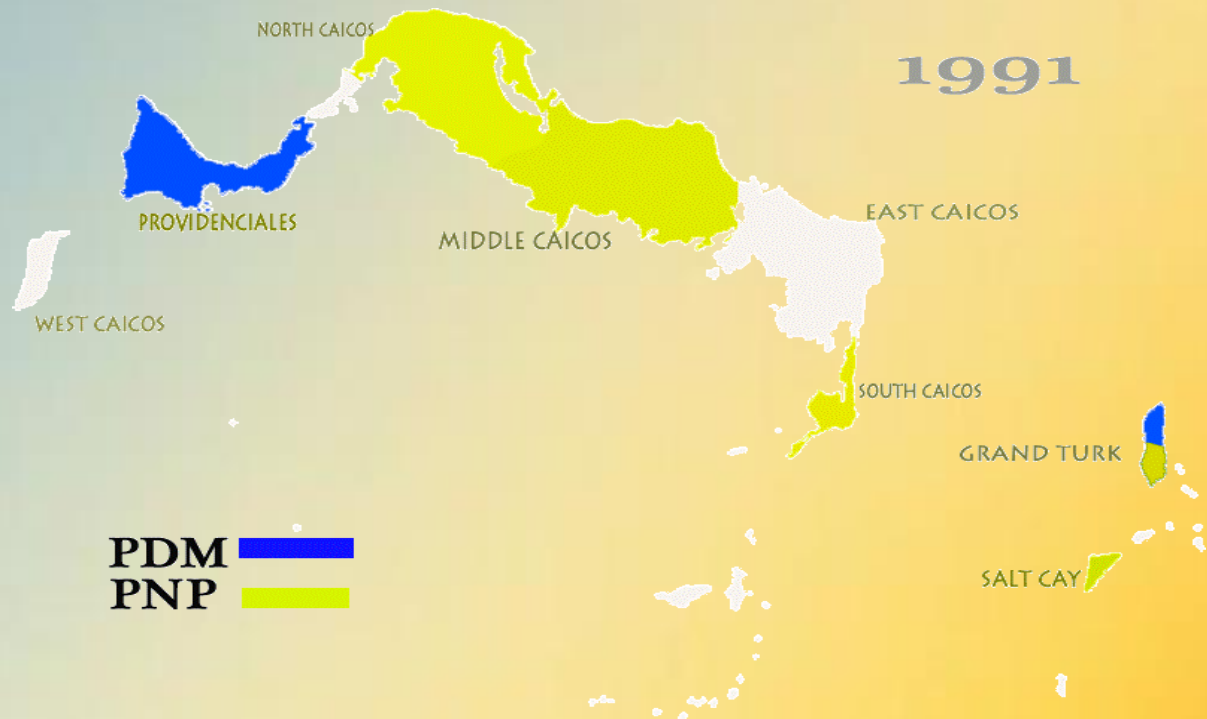 NORTH CAICOS
1991
PROVIDENCIALES
EAST CAICOS
MIDDLE CAICOS
WEST CAICOS
SOUTH CAICOS
GRAND TURK
PDM
SALT CAY
PNP